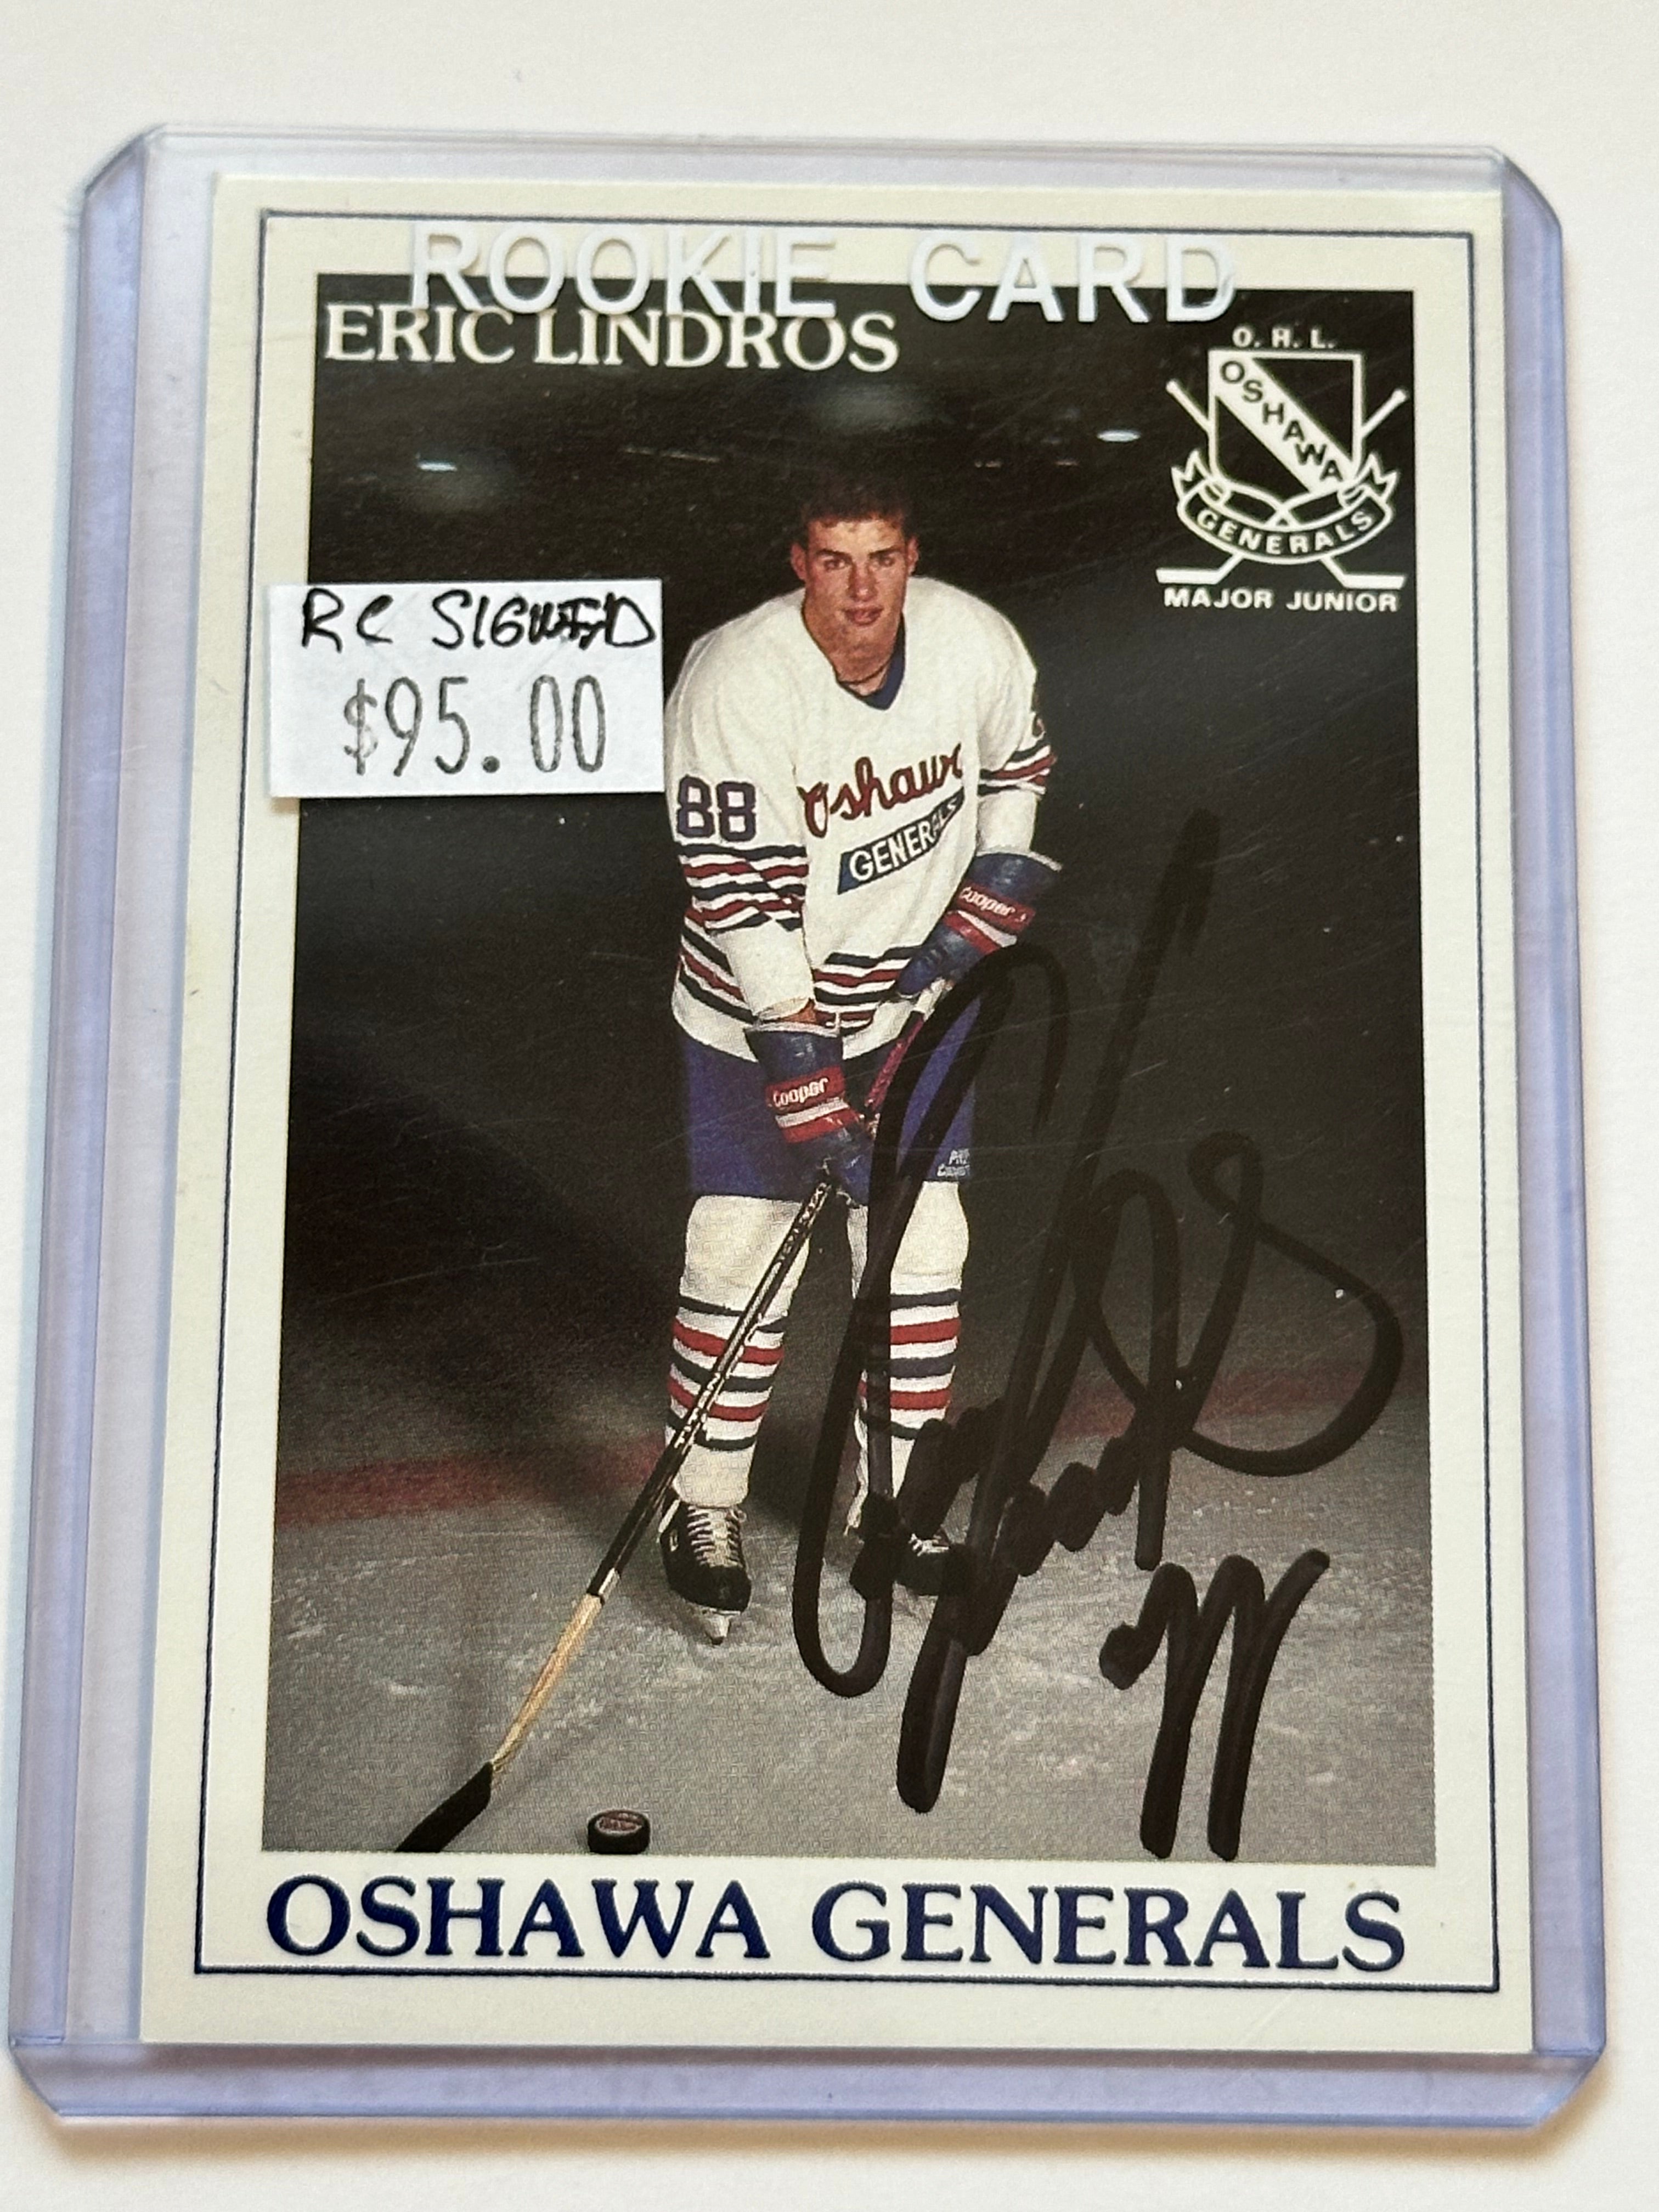 ROOKIE CARD
ERIC LINDROS
O. H. L.
OSHAWA
GENERALS
MAJOR JUNIOR
RC SIGNED
$95.00
88
Oshawa
GENERALS
Cooper
Cooper
OSHAWA GENERALS